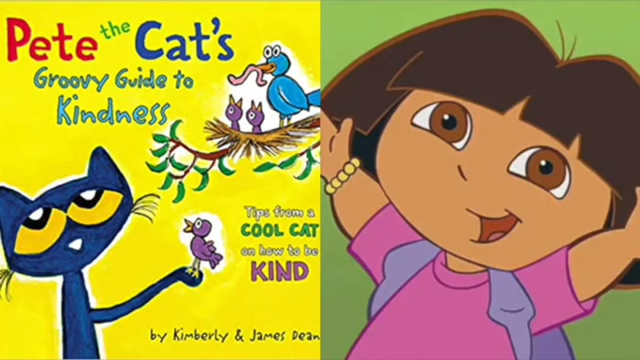 Pete the Cat's
Groovy Guide to
Kindness
Tips from a
COOL CAT
on how to be
KIND
by Kimberly & James Dean